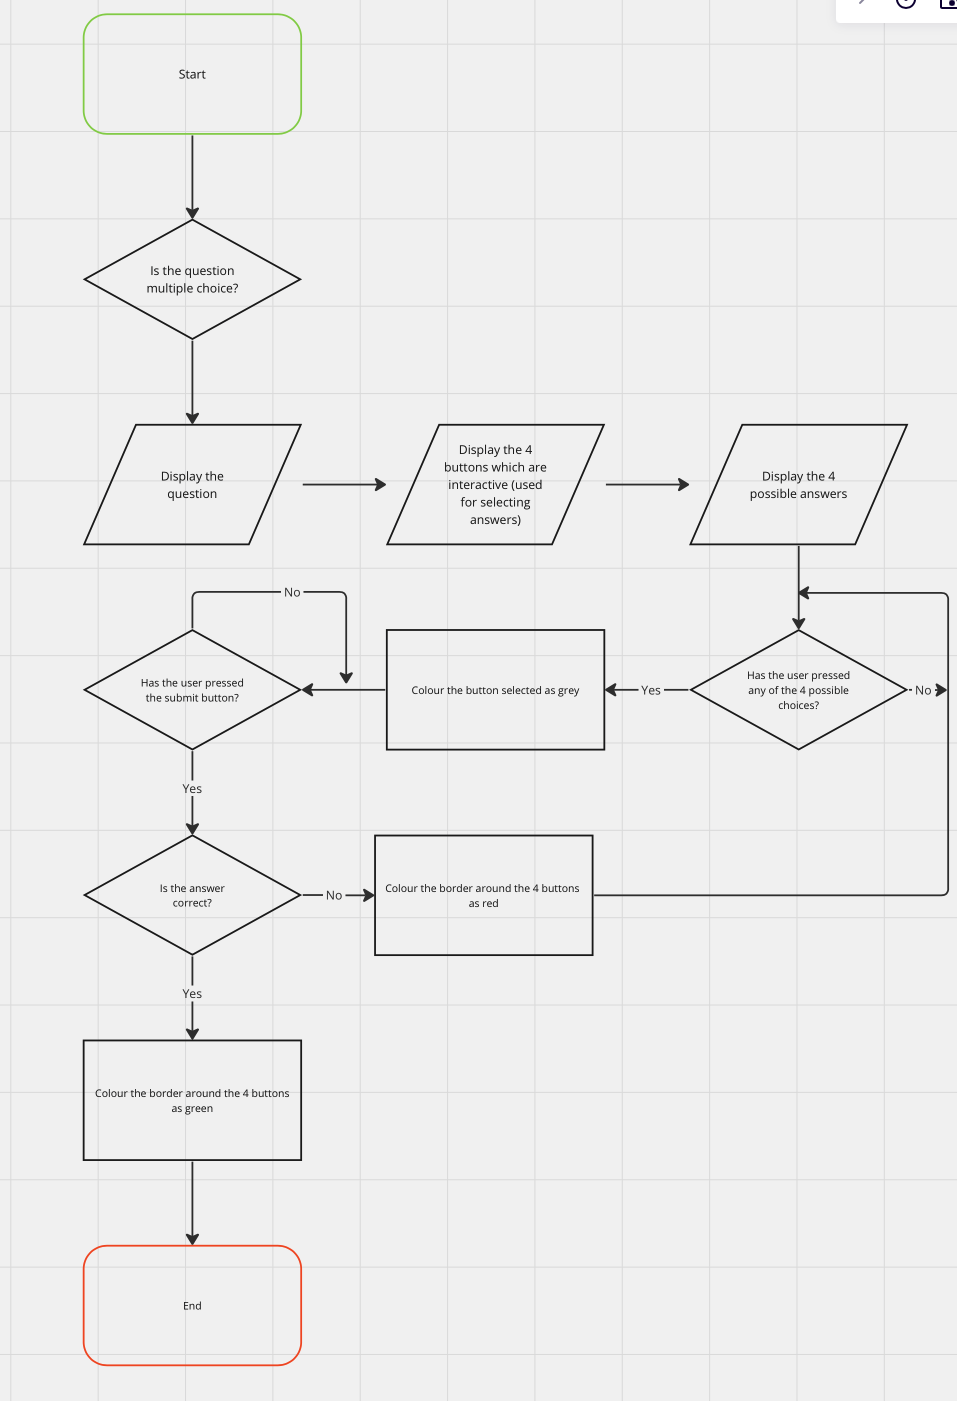 Start
Is the question
multiple choice?
Display the
question
Display the 4
buttons which are
interactive (used
for selecting
answers)
Display the 4
possible answers
No
Has the user pressed
the submit button?
Colour the button selected as grey
Yes
Has the user pressed
any of the 4 possible
choices?
No
Yes
Is the answer
correct?
No
Colour the border around the 4 buttons
as red
Yes
Colour the border around the 4 buttons
as green
End